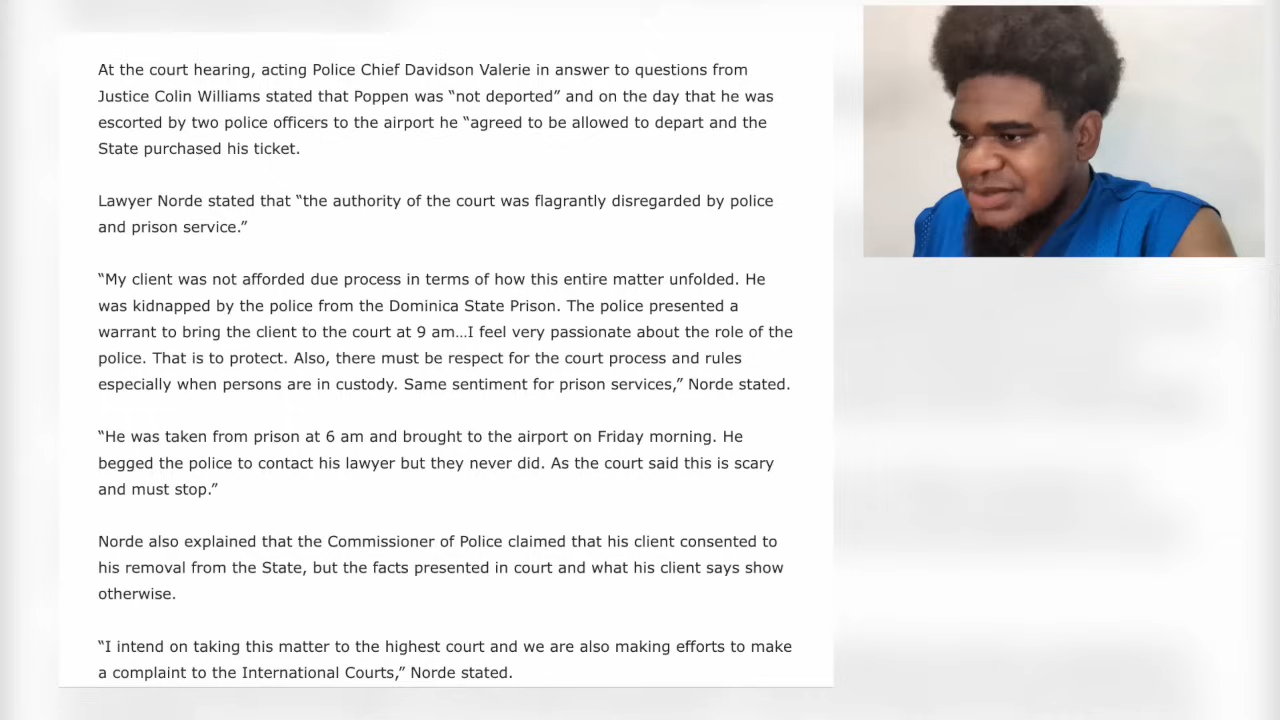 At the court hearing, acting Police Chief Davidson Valerie in answer to questions from
Justice Colin Williams stated that Poppen was “not deported” and on the day that he was
escorted by two police officers to the airport he “agreed to be allowed to depart and the
State purchased his ticket.
Lawyer Norde stated that “the authority of the court was flagrantly disregarded by police
and prison service.”
“My client was not afforded due process in terms of how this entire matter unfolded. He
was kidnapped by the police from the Dominica State Prison. The police presented a
warrant to bring the client to the court at 9 am…I feel very passionate about the role of the
police. That is to protect. Also, there must be respect for the court process and rules
especially when persons are in custody. Same sentiment for prison services,” Norde stated.
“He was taken from prison at 6 am and brought to the airport on Friday morning. He
begged the police to contact his lawyer but they never did. As the court said this is scary
and must stop.”
Norde also explained that the Commissioner of Police claimed that his client consented to
his removal from the State, but the facts presented in court and what his client says show
otherwise.
“I intend on taking this matter to the highest court and we are also making efforts to make
a complaint to the International Courts,” Norde stated.